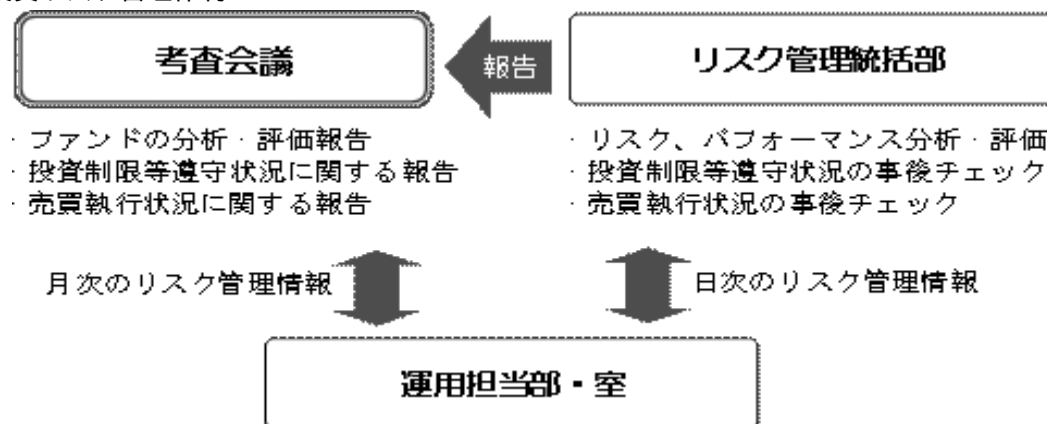 考査会議
報告
リスク管理統括部
・ファンドの分析・評価報告
・投資制限等遵守状況に関する報告
・売買執行状況に関する報告
・リスク、パフォーマンス分析・評価
・投資制限等遵守状況の事後チェック
・売買執行状況の事後チェック
月次のリスク管理情報
日次のリスク管理情報
運用担当部・室